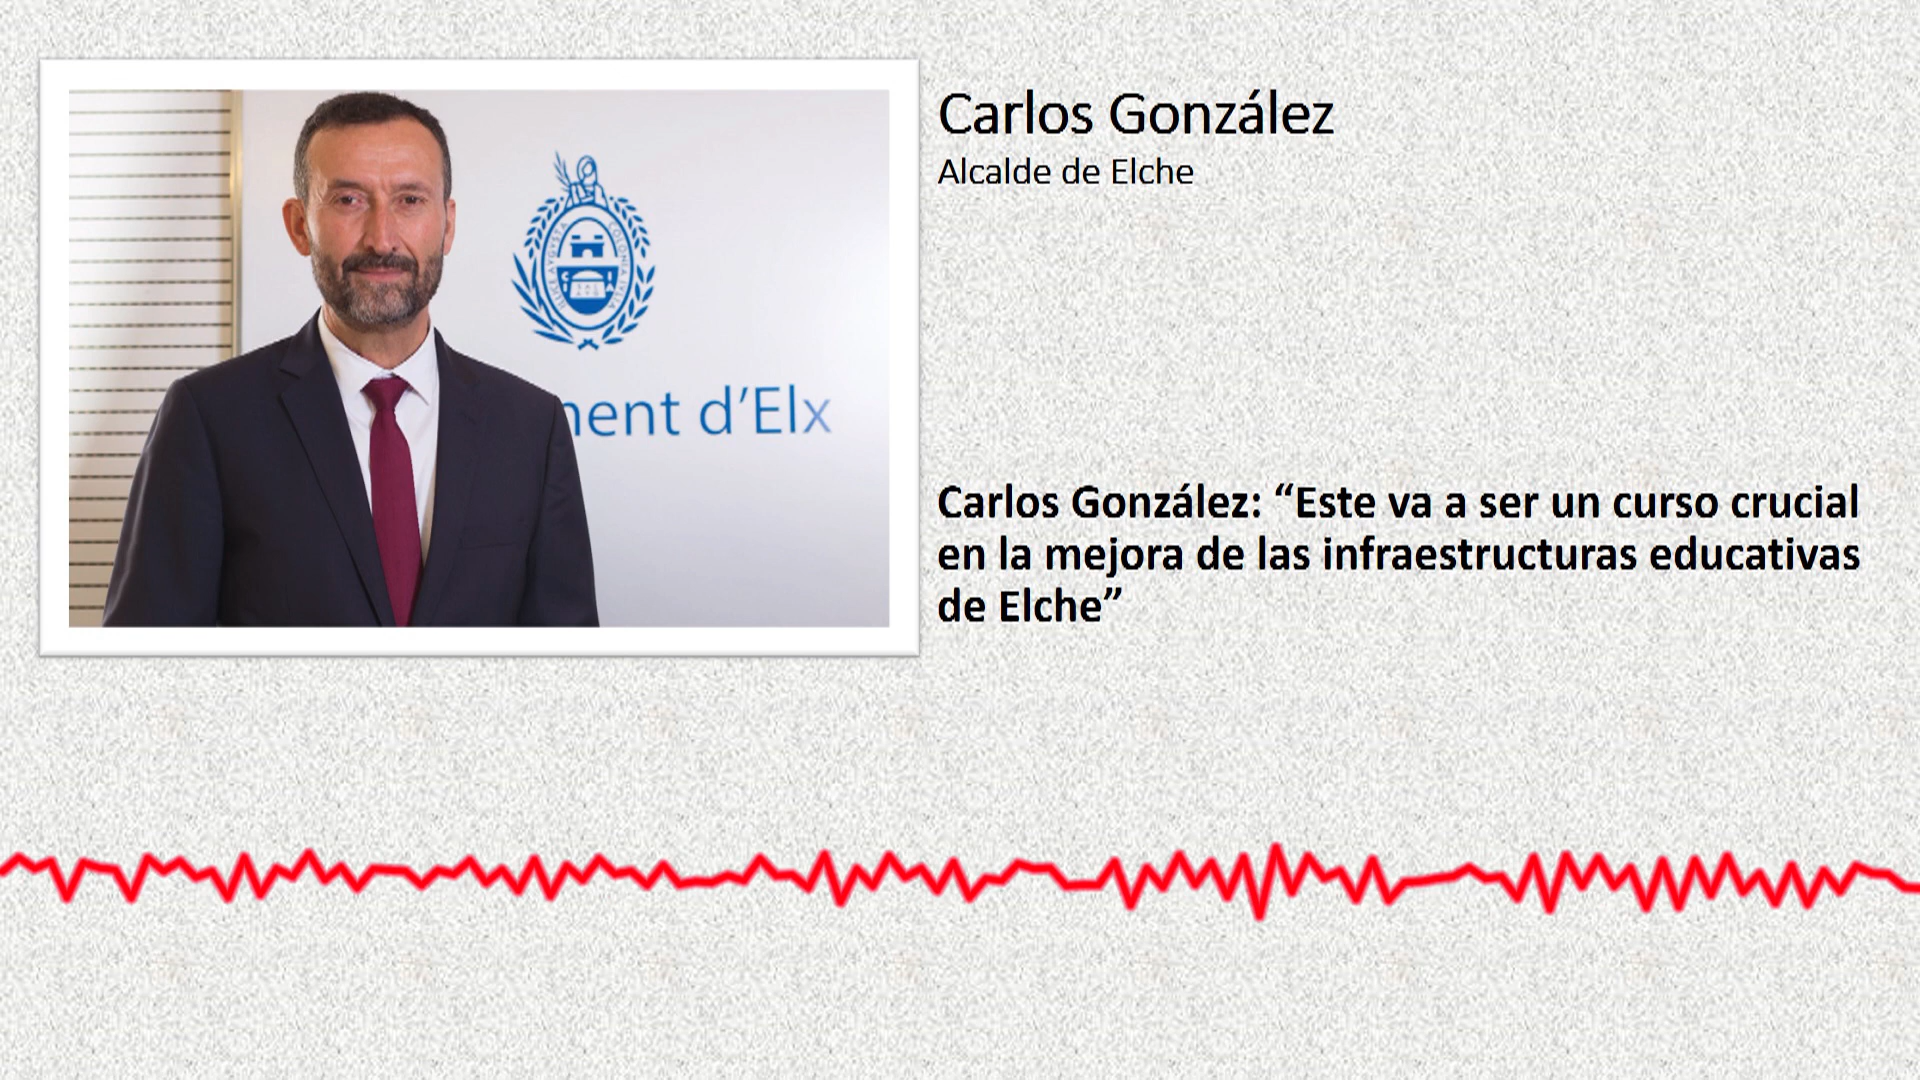 Carlos González
Alcalde de Elche
ment d'Elx
Carlos González: “Este va a ser un curso crucial
en la mejora de las infraestructuras educativas
de Elche”